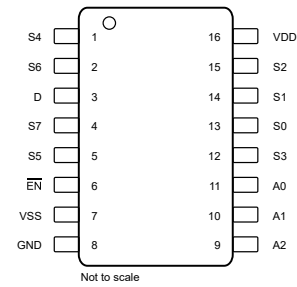 S4 1 16 VDD
S6 2 15 S2
D 3 14 S1
S7 4 13 S0
S5 5 12 S3
EN 6 11 A0
VSS 7 10 A1
GND 8 9 A2
Not to scale